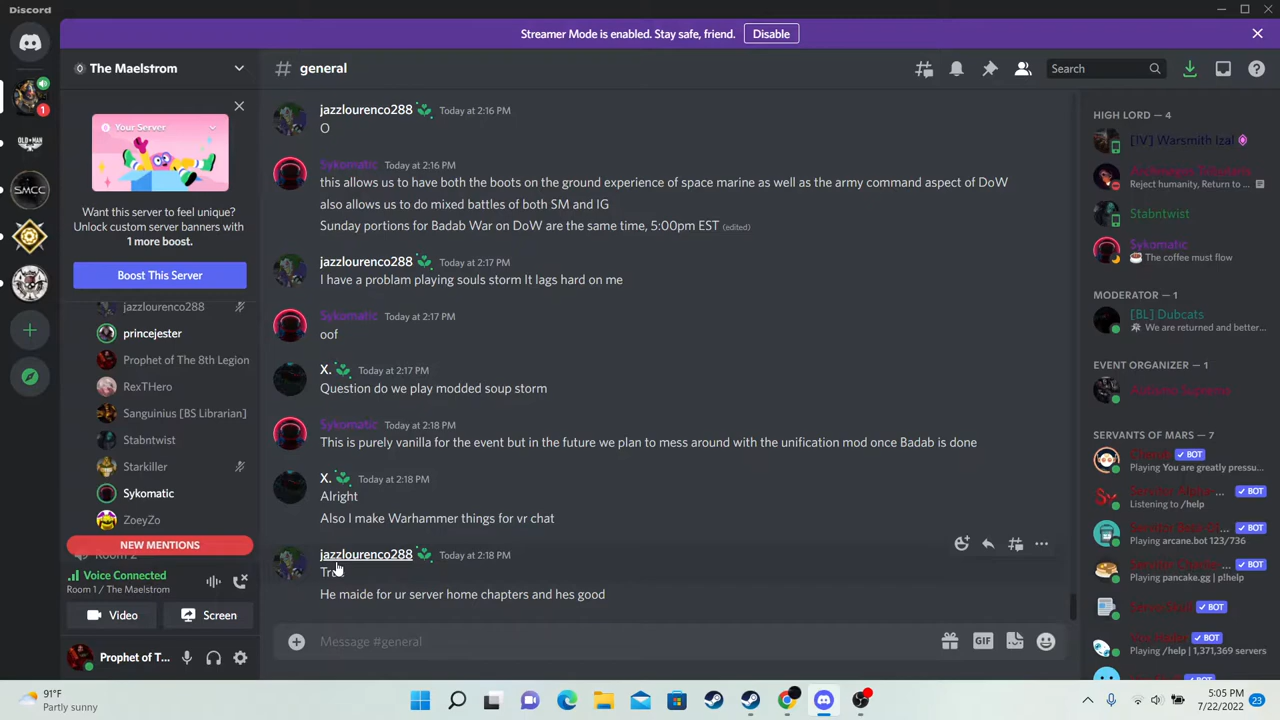 Discord
Streamer Mode is enabled. Stay safe, friend. Disable
The Maelstrom
# general
Search
Your Server
Want this server to feel unique?
Unlock custom server banners with
1 more boost.
Boost This Server
jazzlourenco288
princejester
Prophet of The 8th Legion
RexTHero
Sanguinius [BS Librarian]
Stabntwist
Starkiller
Sykomatic
ZoeyZo
NEW MENTIONS
Room 2
Voice Connected
Room 1 / The Maelstrom
Video
Screen
Prophet of T...
OLD MAN
SMCC
1
jazzlourenco288 Today at 2:16 PM
O
Sykomatic Today at 2:16 PM
this allows us to have both the boots on the ground experience of space marine as well as the army command aspect of DoW
also allows us to do mixed battles of both SM and IG
Sunday portions for Badab War on DoW are the same time, 5:00pm EST (edited)
jazzlourenco288 Today at 2:17 PM
I have a problam playing souls storm It lags hard on me
Sykomatic Today at 2:17 PM
oof
X. Today at 2:17 PM
Question do we play modded soup storm
Sykomatic Today at 2:18 PM
This is purely vanilla for the event but in the future we plan to mess around with the unification mod once Badab is done
X. Today at 2:18 PM
Alright
Also I make Warhammer things for vr chat
jazzlourenco288 Today at 2:18 PM
He maide for ur server home chapters and hes good
Message #general
GIF
HIGH LORD — 4
[IV] Warsmith Izal
Reject humanity, Return to ...
Stabntwist
Sykomatic
The coffee must flow
MODERATOR — 1
[BL] Dubcats
We are returned and better...
EVENT ORGANIZER — 1
SERVANTS OF MARS — 7
BOT
Playing You are greatly pressu...
BOT
Listening to /help
BOT
Playing arcane.bot 123/736
BOT
Playing pancake.gg | p!help
BOT
BOT
Playing /help | 1,371,369 servers
BOT
91°F
Partly sunny
5:05 PM
7/22/2022
23